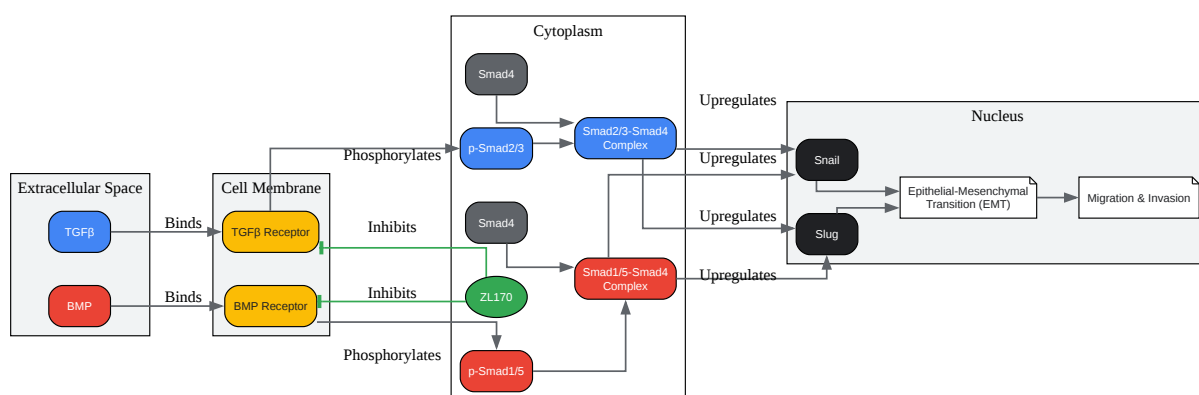 Extracellular Space
TGFβ
BMP
Binds
Binds
Cell Membrane
TGFβ Receptor
BMP Receptor
Phosphorylates
Inhibits
Inhibits
Phosphorylates
Cytoplasm
Smad4
p-Smad2/3
Smad2/3-Smad4
Complex
Smad4
Smad1/5-Smad4
Complex
ZL170
p-Smad1/5
Upregulates
Upregulates
Upregulates
Upregulates
Nucleus
Snail
Slug
Epithelial-Mesenchymal
Transition (EMT)
Migration & Invasion